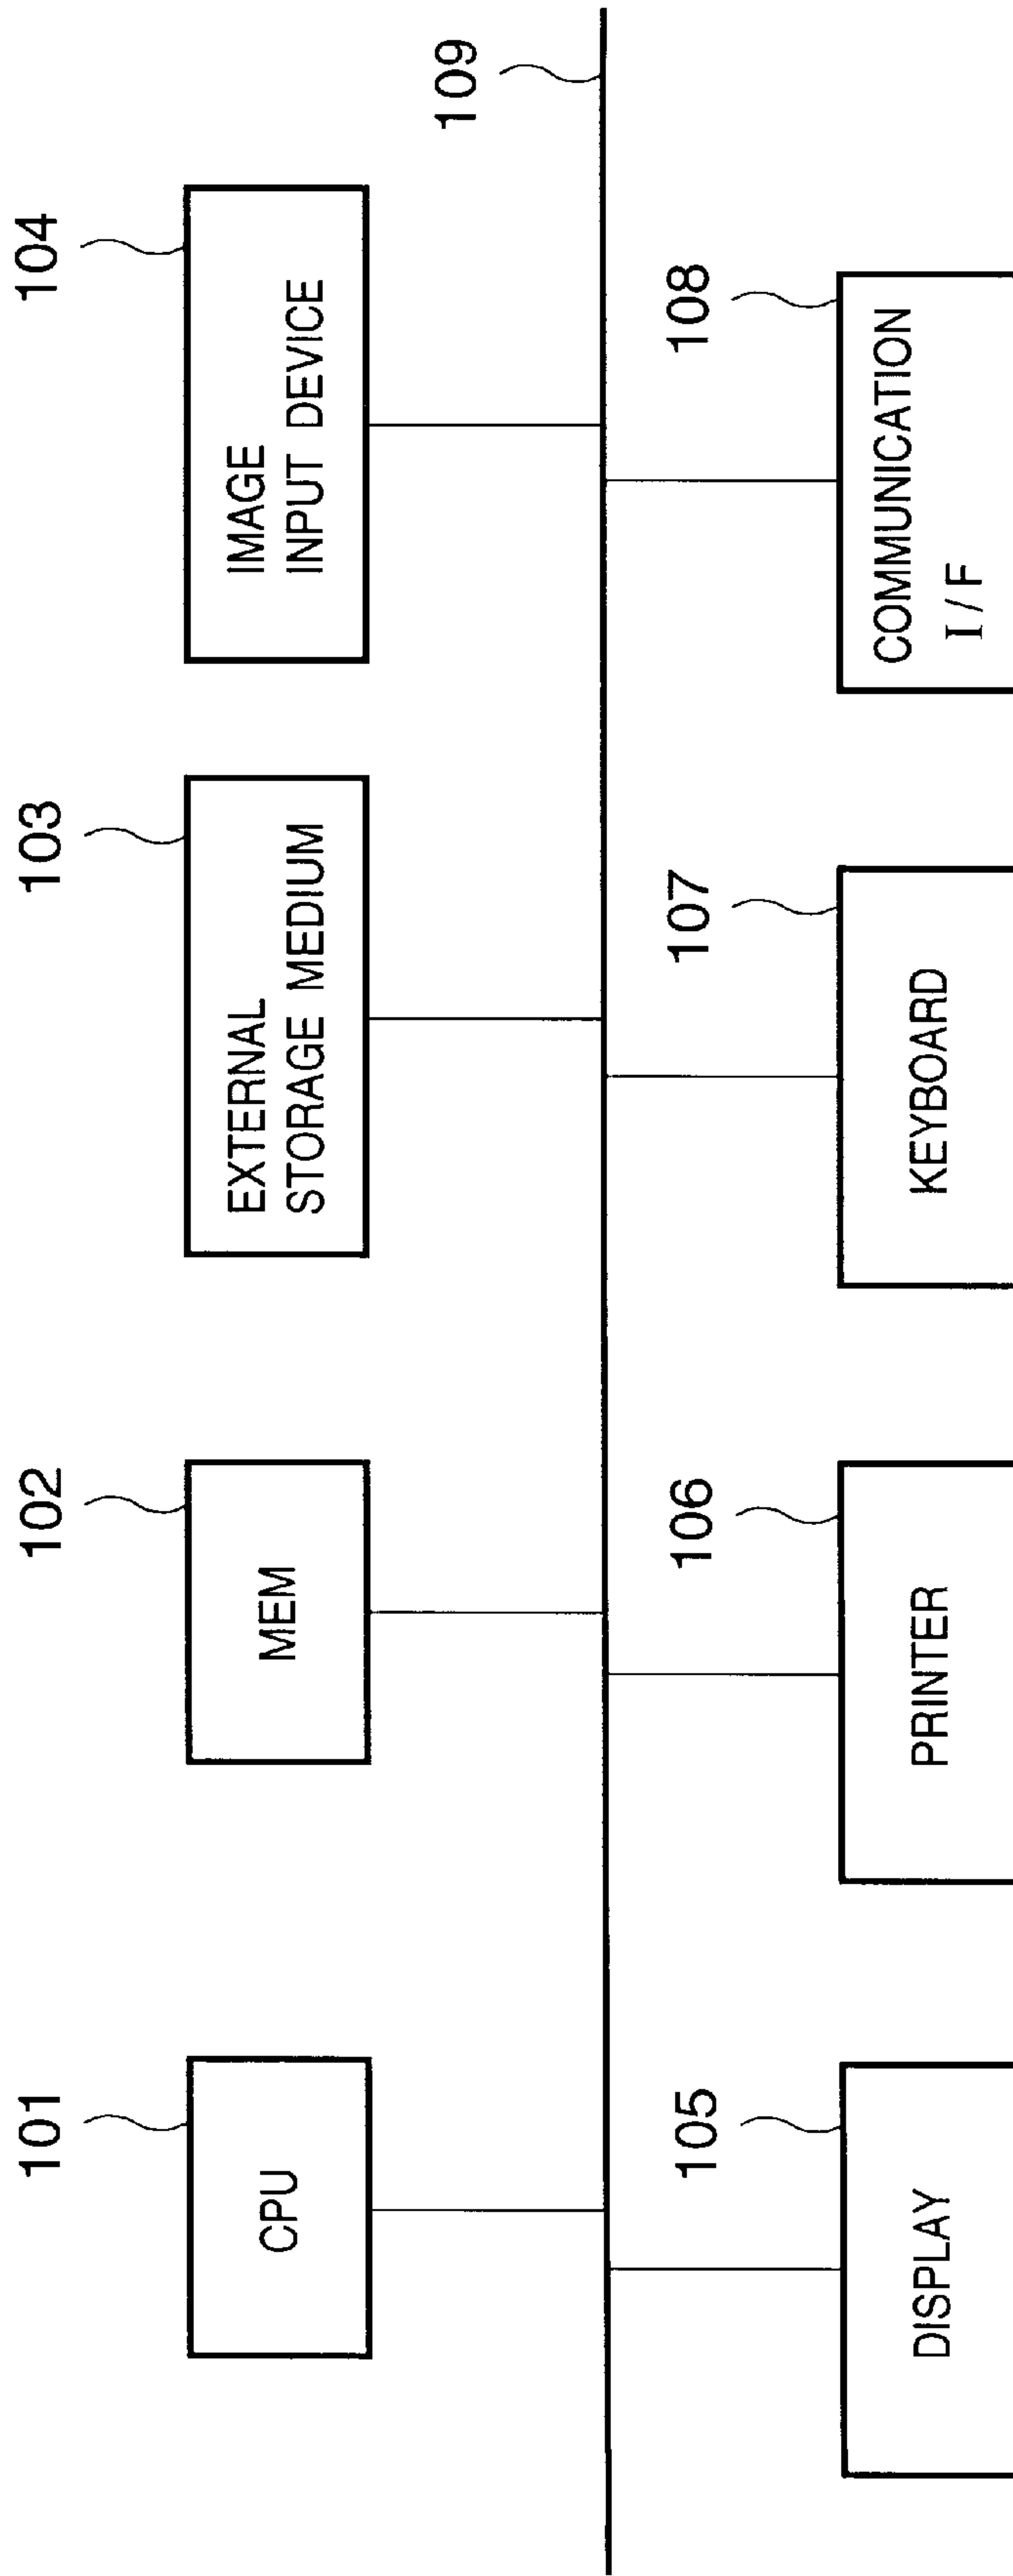 101
102
103
104
CPU
MEM
EXTERNAL
STORAGE MEDIUM
IMAGE
INPUT DEVICE
109
105
106
107
108
DISPLAY
PRINTER
KEYBOARD
COMMUNICATION
I/F